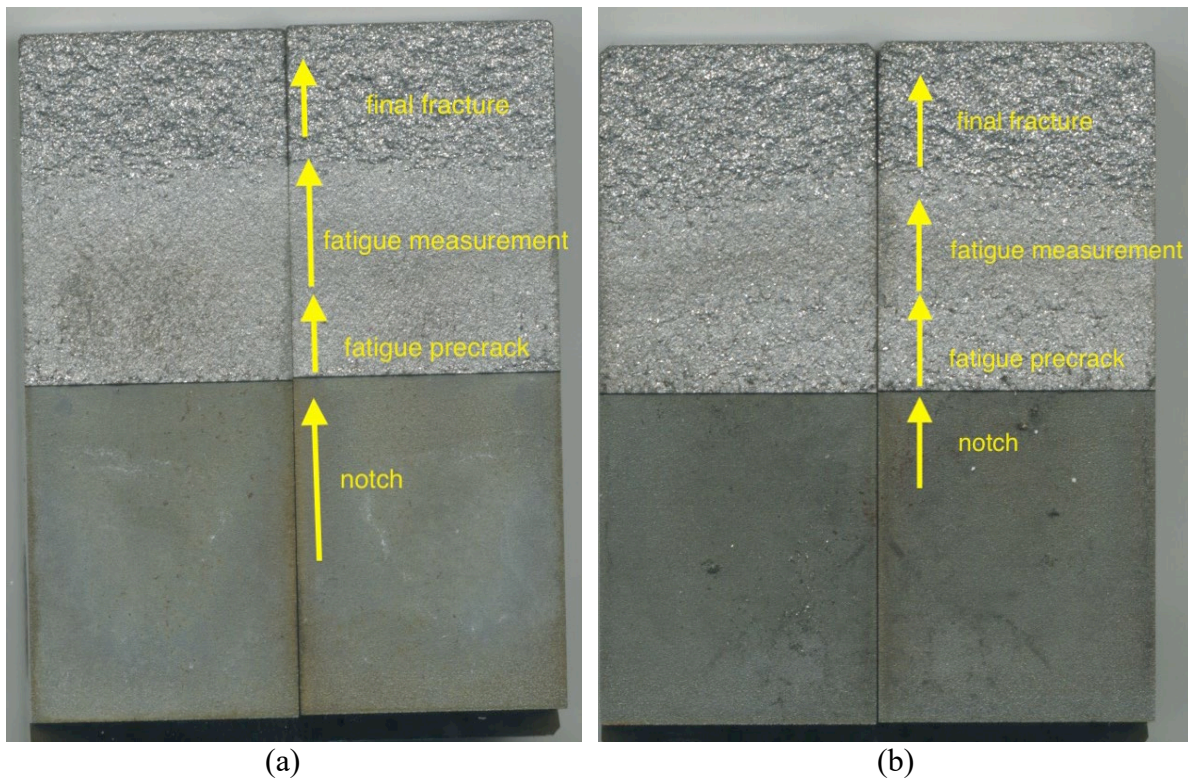 final fracture
fatigue measurement
fatigue precrack
notch
final fracture
fatigue measurement
fatigue precrack
notch
(a)
(b)